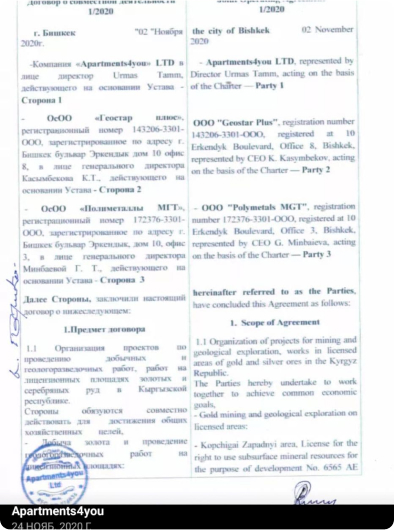 Договор о совместной деятельности
1/2020
г. Бишкек "02 "Ноября
2020г.
-Компания «Apartments4you» LTD в
лице директор Urmas Tamm,
действующего на основании Устава -
Сторона 1
- ОсОО «Геостар плюс»,
регистрационный номер 143206-3301-
ООО, зарегистрировано по адресу г.
Бишкек бульвар Эркендык дом 10 офис
8, в лице генерального директора
Касымбекова К.Т., действующего на
основании Устава - Сторона 2
- ОсОО «Полиметаллы МГТ»,
регистрационный номер 172376-3301-
ООО, зарегистрировано по адресу г.
Бишкек бульвар Эркендык, дом 10, офис
3, в лице генерального директора
Минбаевой Г. Т., действующего на
основании Устава - Сторона 3
Далее Стороны, заключили настоящий
договор о нижеследующем:
1.Предмет договора
1.1 Организация проектов по
проведению добычных и
геологоразведочных работ, работ на
лицензионных площадях золотых и
серебряных руд в Кыргызской
республике.
Стороны обязуются совместно
действовать для достижения общих
хозяйственных целей,
- Добыча золота и проведение
геологоразведочных работ на
лицензионных площадях:
1/2020
the city of Bishkek 02 November
2020
- Apartments4you LTD, represented by
Director Urmas Tamm, acting on the basis
of the Charter — Party 1
ООО "Geostar Plus", registration number
143206-3301-ООО, registered at 10
Erkendyk Boulevard, Office 8, Bishkek,
represented by CEO K. Kasymbekov, acting
on the basis of the Charter — Party 2
- ООО "Polymetals MGT", registration
number 172376-3301-ООО, registered at 10
Erkendyk Boulevard, Office 3, Bishkek,
represented by CEO G. Minbaieva, acting
on the basis of the Charter — Party 3
hereinafter referred to as the Parties,
have concluded this Agreement as follows:
1. Scope of Agreement
1.1 Organization of projects for mining and
geological exploration, works in licensed
areas of gold and silver ores in the Kyrgyz
Republic.
The Parties hereby undertake to work
together to achieve common economic
goals,
- Gold mining and geological exploration on
licensed areas:
- Kopchigai Zapadnyi area, License for the
right to use subsurface mineral resources for
the purpose of development No. 6565 AE
Apartments4you
Ltd
Apartments4you
24 НОЯБ. 2020 Г.